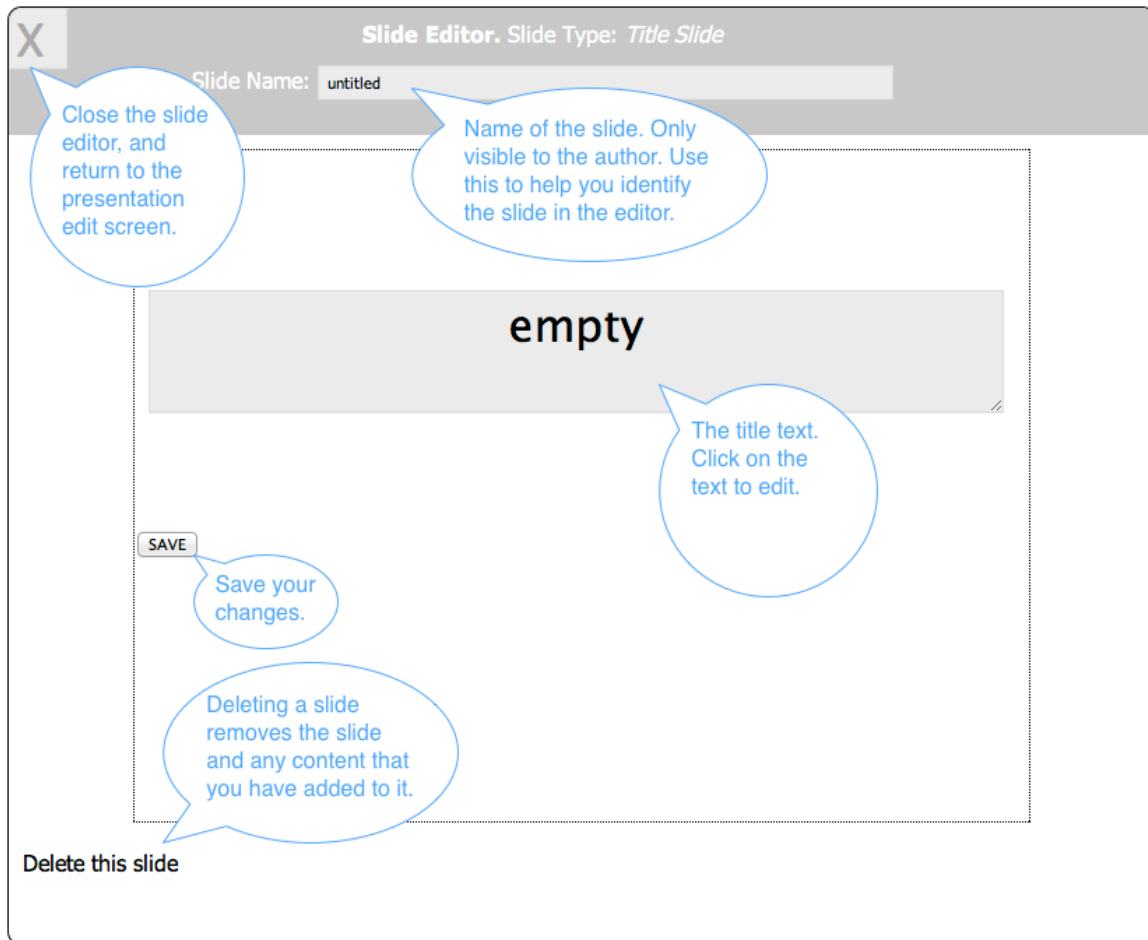 X
Slide Editor. Slide Type: Title Slide
Slide Name: untitled
Close the slide
editor, and
return to the
presentation
edit screen.
Name of the slide. Only
visible to the author. Use
this to help you identify
the slide in the editor.
empty
The title text.
Click on the
text to edit.
SAVE
Save your
changes.
Deleting a slide
removes the slide
and any content that
you have added to it.
Delete this slide